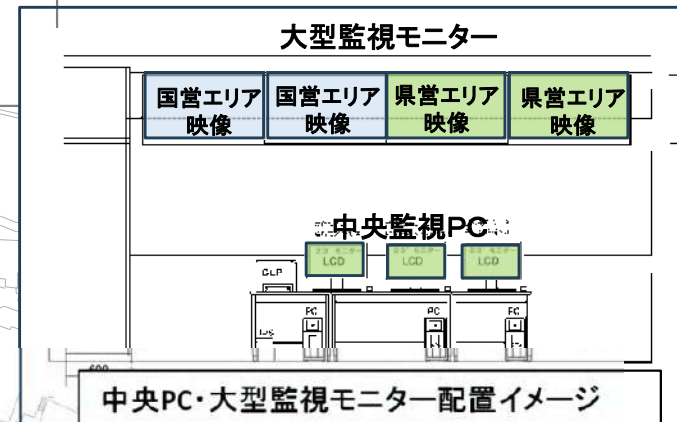 大型監視モニター
国営エリア
映像
国営エリア
映像
県営エリア
映像
県営エリア
映像
中央監視PC
LCD
LCD
LCD
CLP
PC
PC
PC
600
中央PC・大型監視モニター配置イメージ